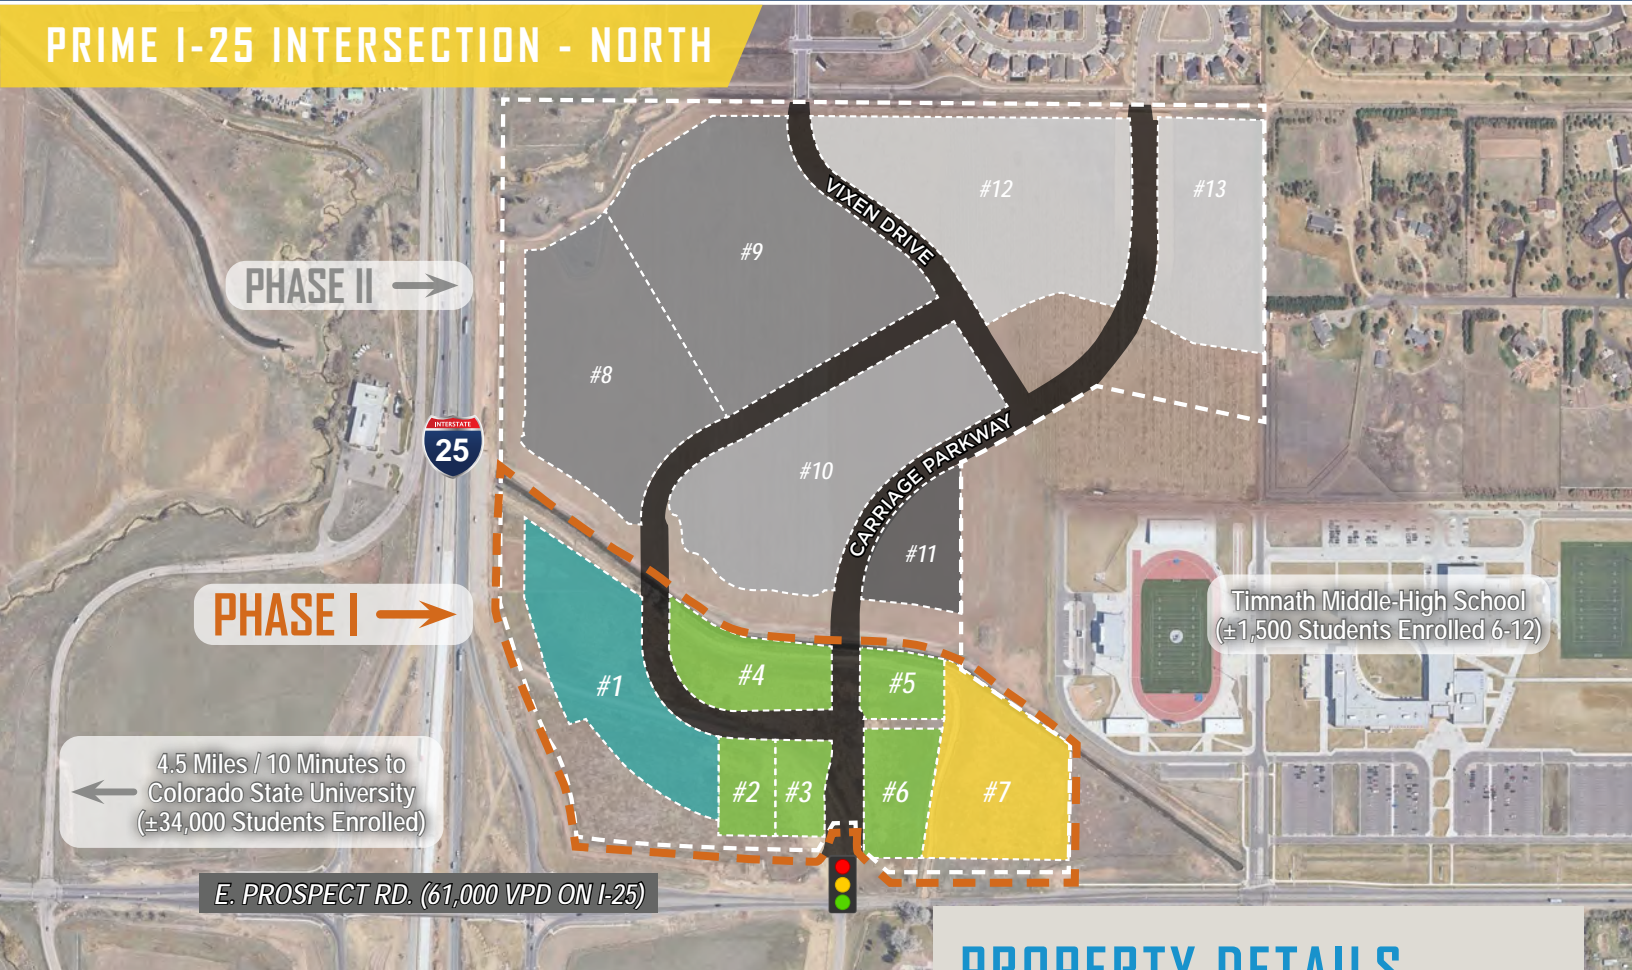 PRIME I-25 INTERSECTION - NORTH
#12
#13
VIXEN DRIVE
#9
PHASE II
#8
INTERSTATE
25
#10
CARRIAGE PARKWAY
#11
PHASE I
Timnath Middle-High School
(±1,500 Students Enrolled 6-12)
#4
#5
#1
4.5 Miles / 10 Minutes to
Colorado State University
(±34,000 Students Enrolled)
#2
#3
#6
#7
E. PROSPECT RD. (61,000 VPD ON I-25)
PROPERTY DETAILS